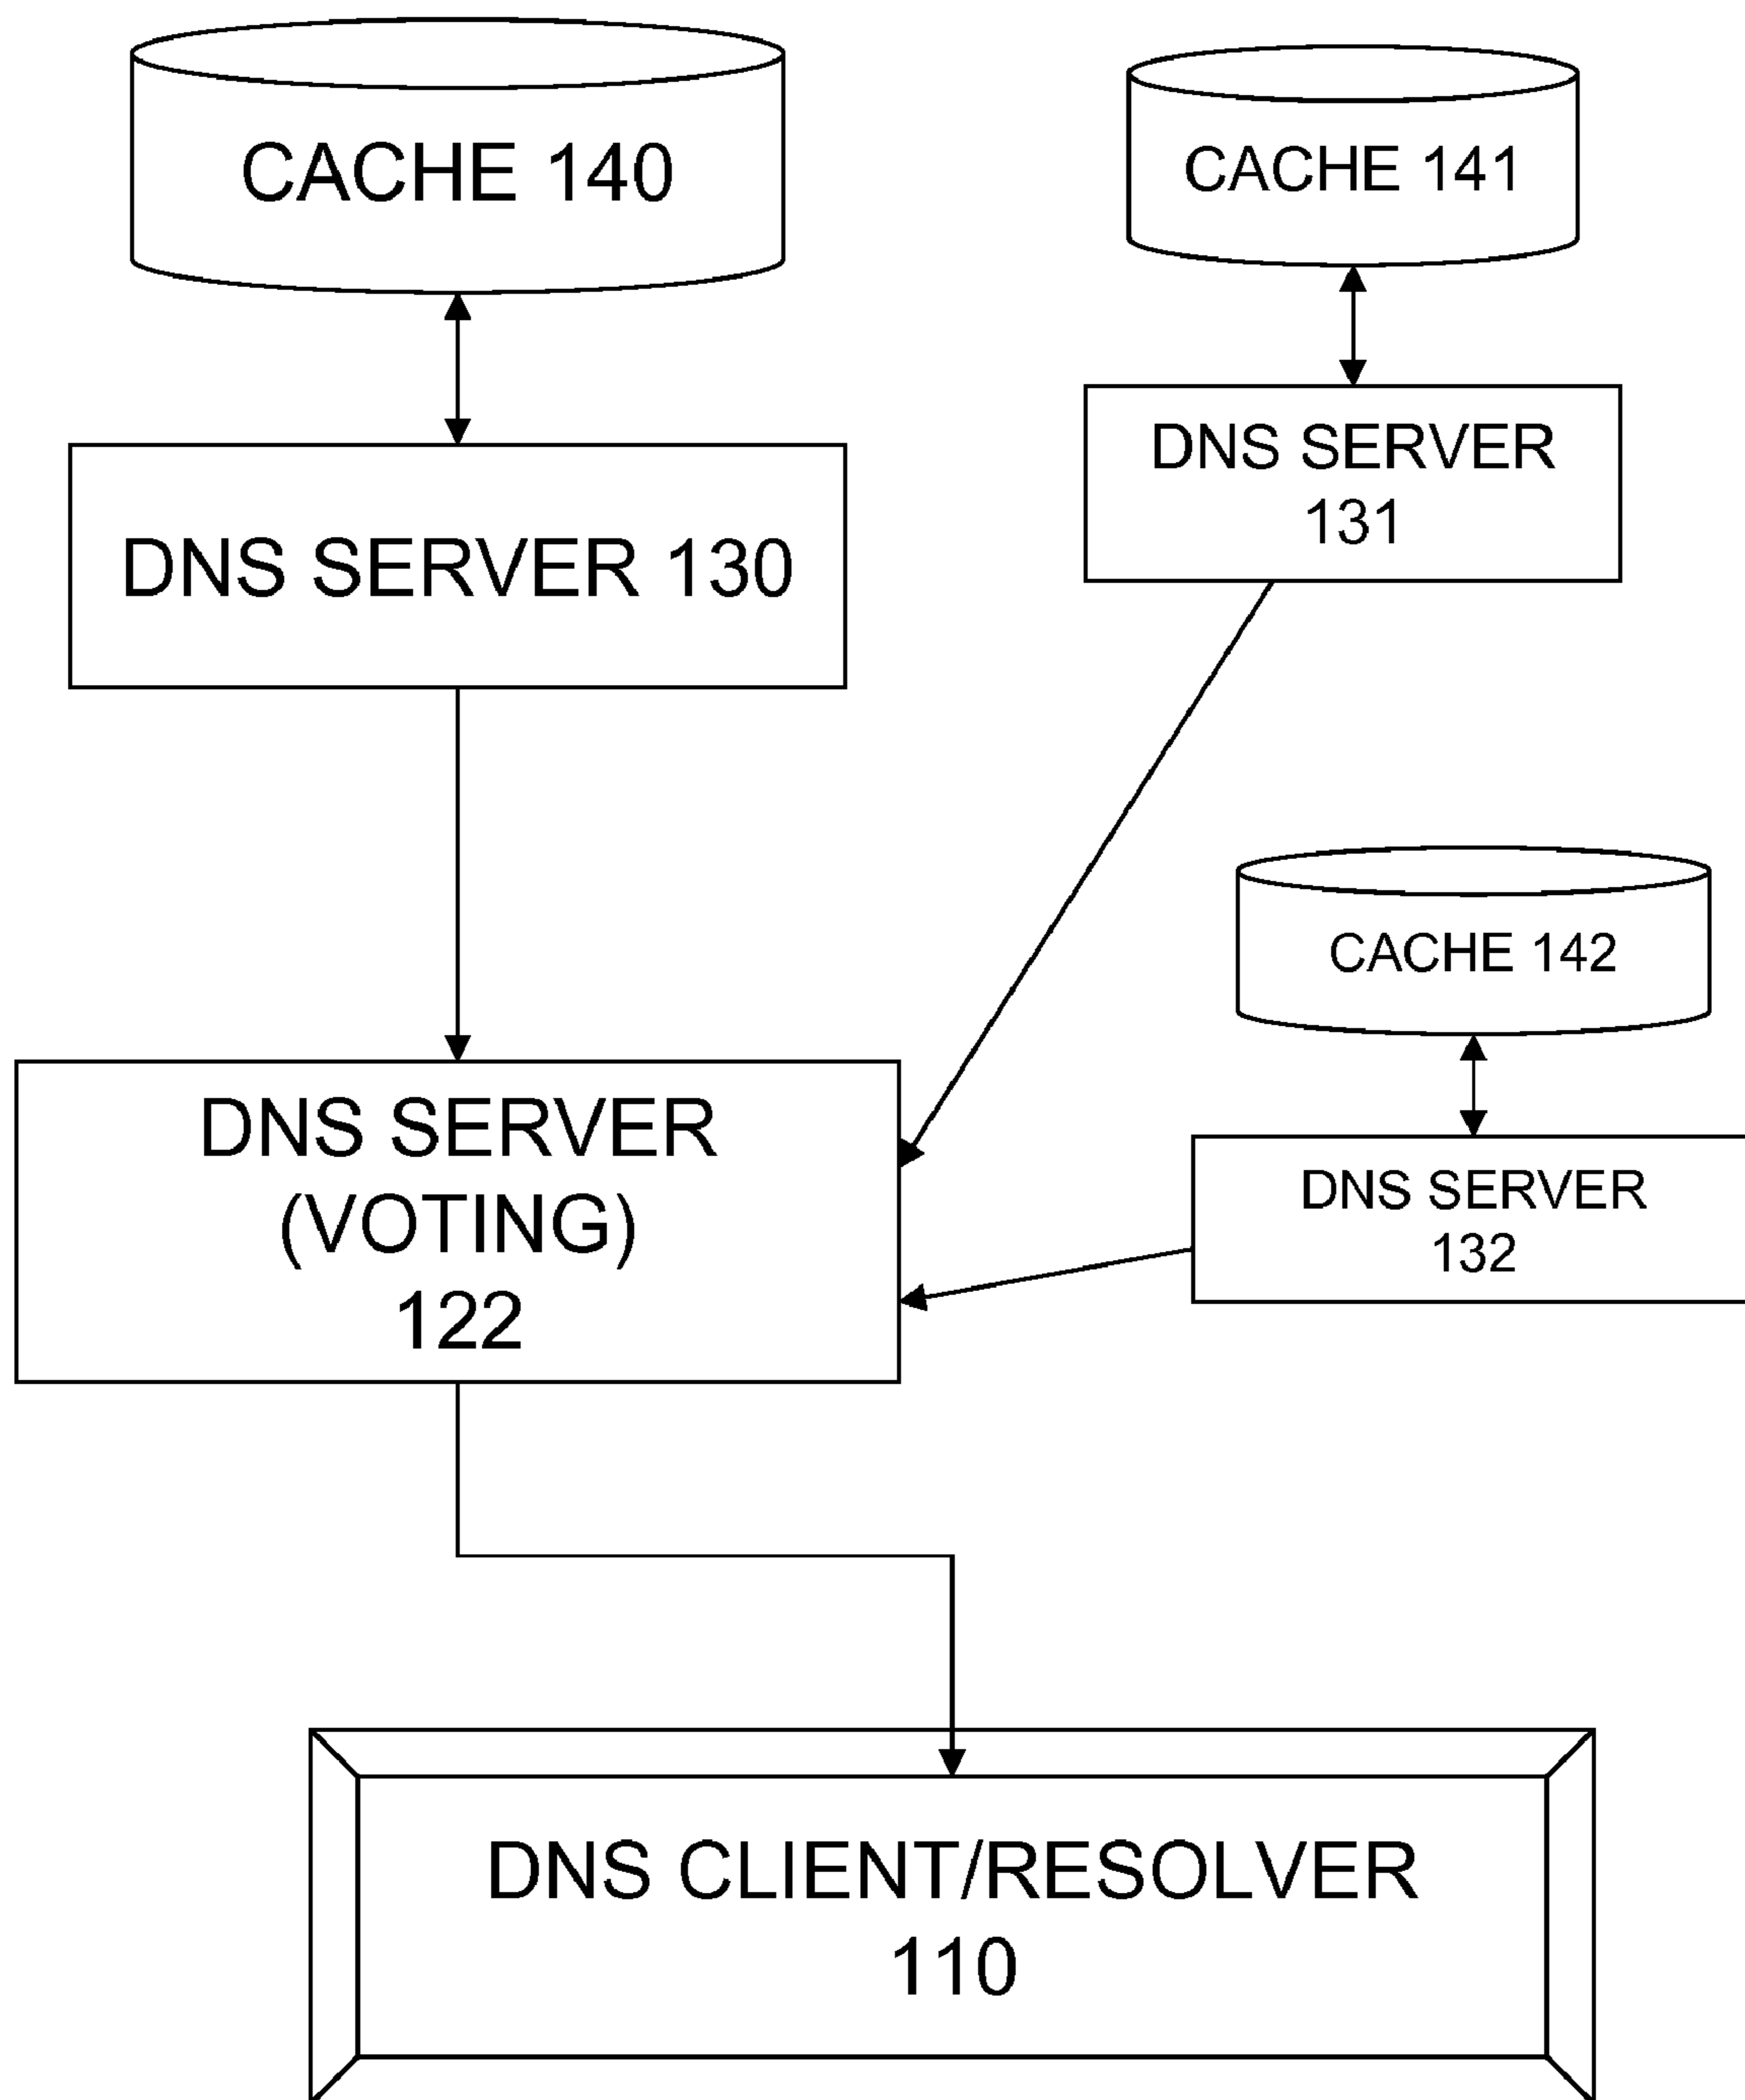 CACHE 140
CACHE 141
DNS SERVER
131
DNS SERVER 130
CACHE 142
DNS SERVER
(VOTING)
122
DNS SERVER
132
DNS CLIENT/RESOLVER
110